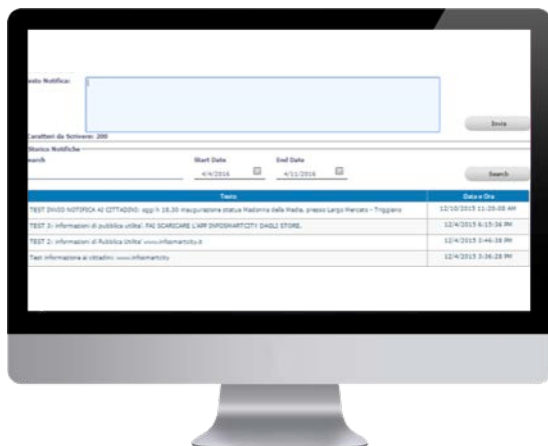 esto Notifica:
Invia
Caratteri da Scrivere: 200
Storico Notifiche
earch
Start Date
End Date
4/4/2016
4/11/2016
Search
Testo
Data e Ora
TEST INVIO NOTIFICA AI CITTADINI: oggi h 18,30 inaugurazione statua Madonna della Madia, presso Largo Mercato - Triggiano
12/10/2015 11:20:08 AM
TEST 3: informazioni di pubblica utilita'. FAI SCARICARE L'APP INFOSMARTCITY DAGLI STORE.
12/4/2015 6:15:36 PM
TEST 2: informazioni di Pubblica Utilita' www.infosmartcity.it
12/4/2015 3:46:38 PM
Test informazione ai cittadini: www.infosmartcity
12/4/2015 3:36:28 PM